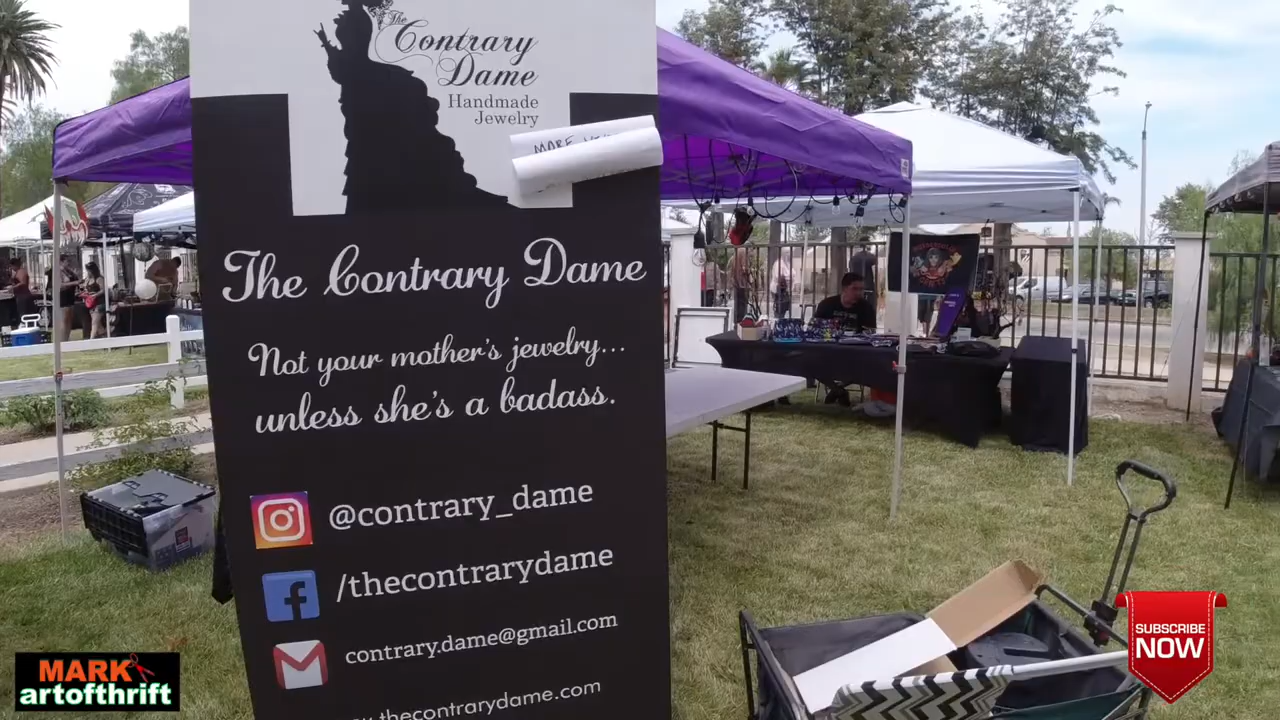 The
Contrary
Dame
Handmade
Jewelry
MORE
The Contrary Dame
Not your mother's jewelry...
unless she's a badass.
@contrary_dame
/thecontrarydame
contrary.dame@gmail.com
.thecontrarydame.com
MARK
artofthrift
SUBSCRIBE
NOW